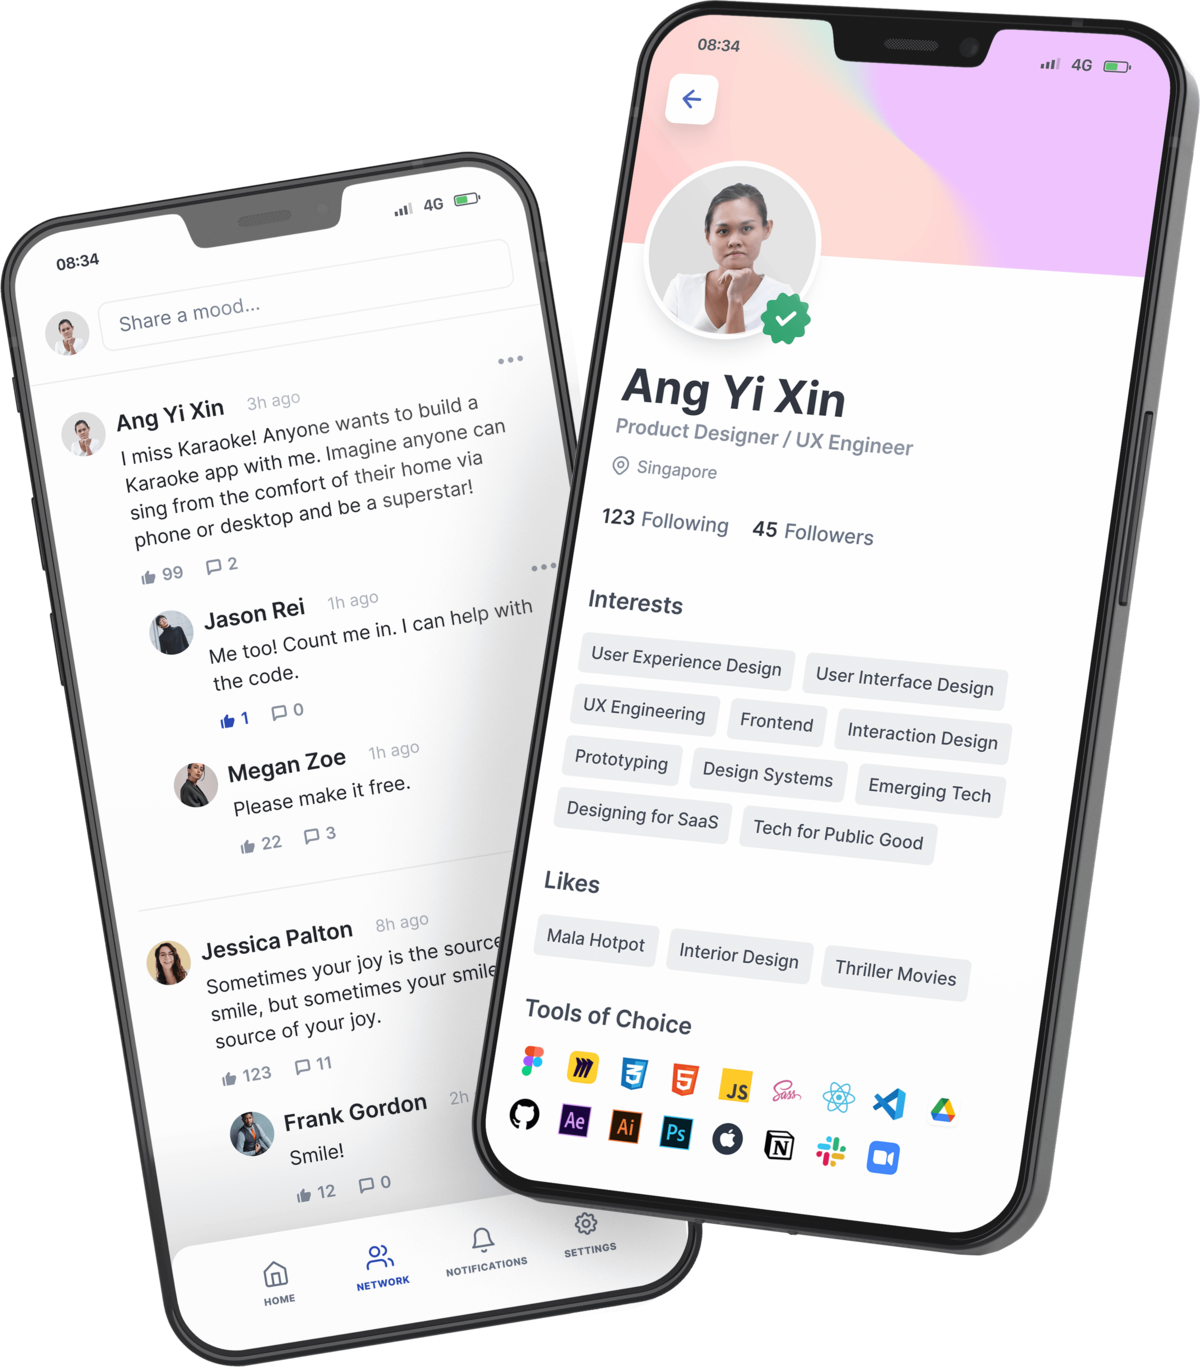 08:34
4G
Share a mood...
Ang Yi Xin 3h ago
I miss Karaoke! Anyone wants to build a
Karaoke app with me. Imagine anyone can
sing from the comfort of their home via
phone or desktop and be a superstar!
99 2
Jason Rei 1h ago
Me too! Count me in. I can help with
the code.
1 0
Megan Zoe 1h ago
Please make it free.
22 3
Jessica Palton 8h ago
Sometimes your joy is the source
smile, but sometimes your smile
source of your joy.
123 11
Frank Gordon 2h
Smile!
12 0
HOME
NETWORK
NOTIFICATIONS
SETTINGS
08:34
4G
Ang Yi Xin
Product Designer / UX Engineer
Singapore
123 Following 45 Followers
Interests
User Experience Design User Interface Design
UX Engineering Frontend Interaction Design
Prototyping Design Systems Emerging Tech
Designing for SaaS Tech for Public Good
Likes
Mala Hotpot Interior Design Thriller Movies
Tools of Choice
3 5 JS Sass
Ae Ai Ps N